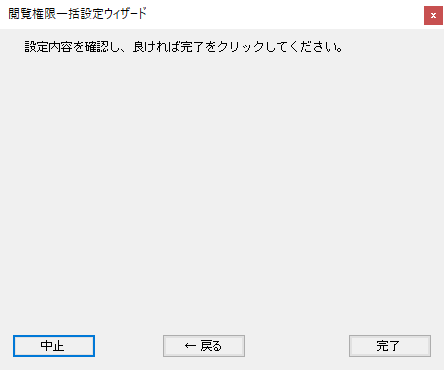 閲覧権限一括設定ウィザード
設定内容を確認し、良ければ完了をクリックしてください。
中止
← 戻る
完了